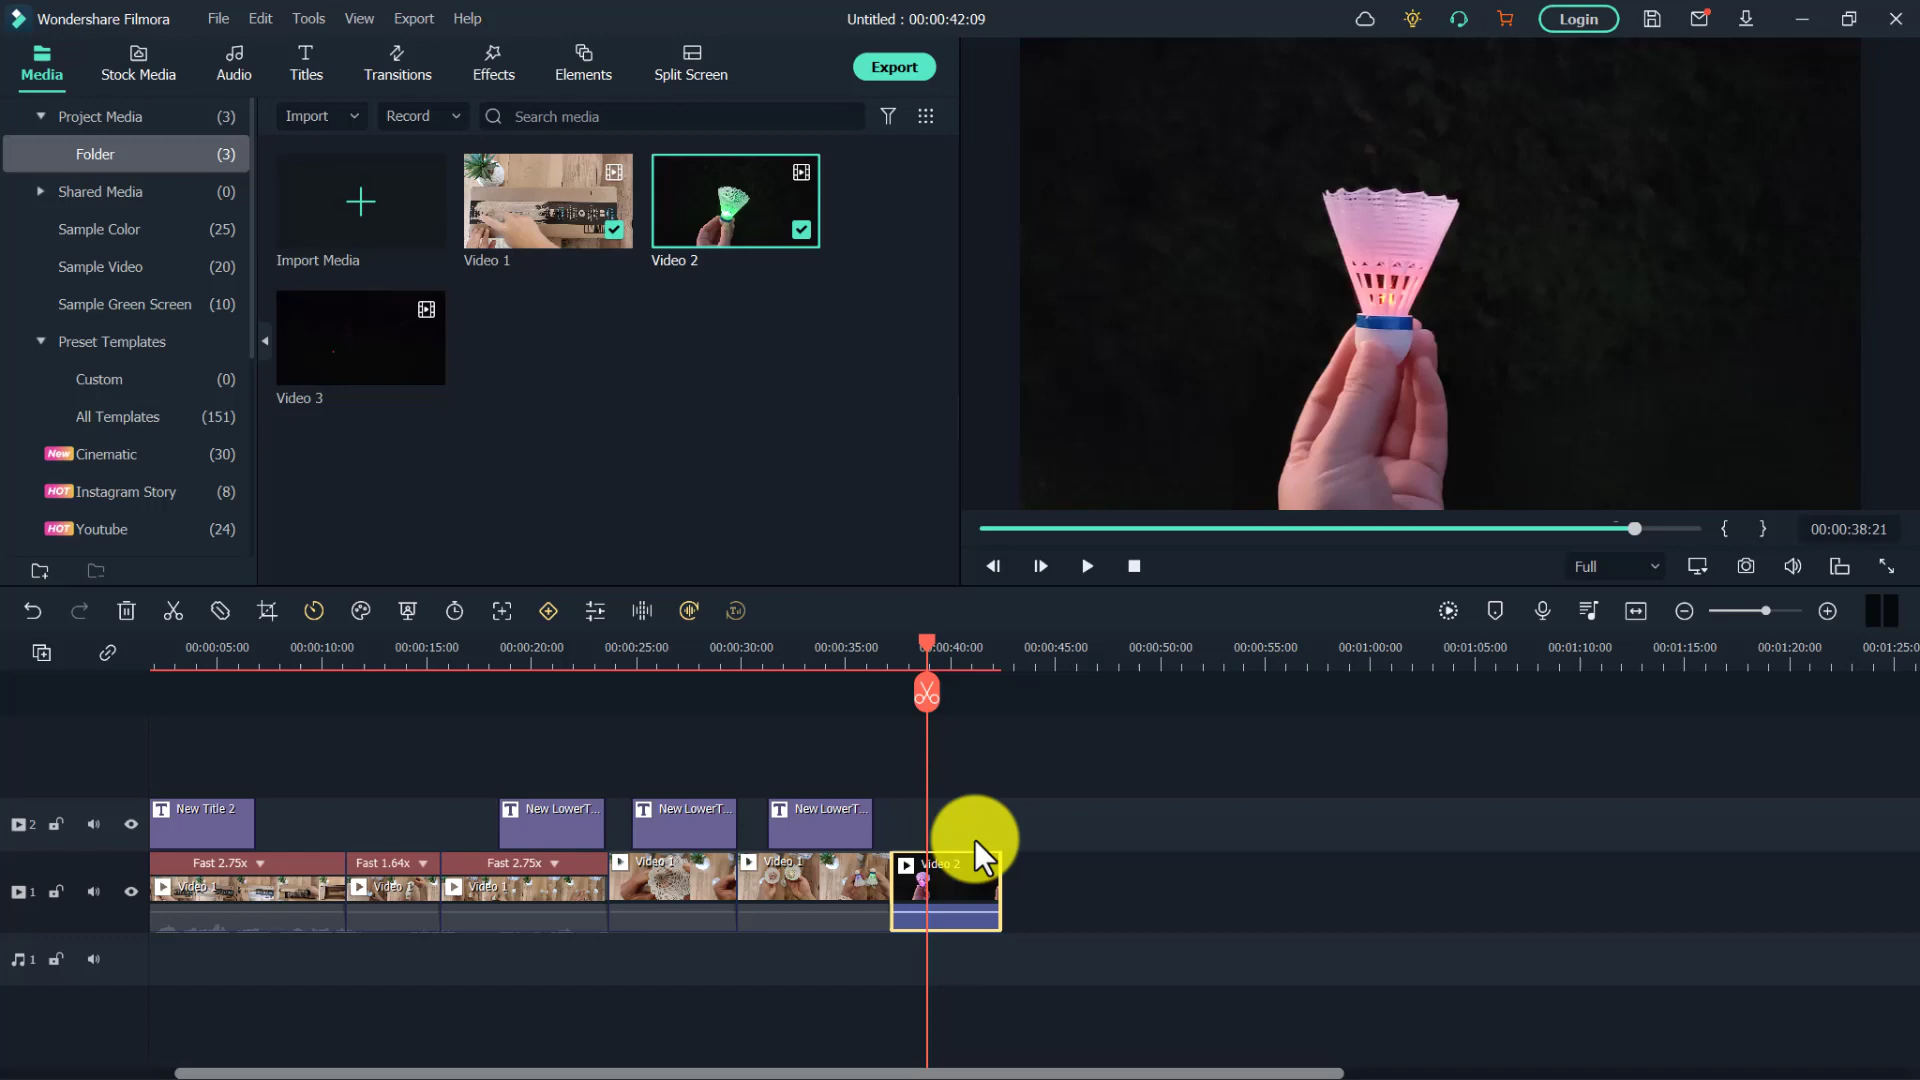 Wondershare Filmora
File Edit Tools View Export Help
Untitled : 00:00:42:09
Login
Media
Stock Media
Audio
Titles
Transitions
Effects
Elements
Split Screen
Export
Project Media (3)
Folder (3)
Shared Media (0)
Sample Color (25)
Sample Video (20)
Sample Green Screen (10)
Preset Templates
Custom (0)
All Templates (151)
New Cinematic (30)
HOT Instagram Story (8)
HOT Youtube (24)
Import
Record
Search media
Import Media
Video 1
Video 2
Video 3
{ } 00:00:38:21
Full
00:00:05:00 00:00:10:00 00:00:15:00 00:00:20:00 00:00:25:00 00:00:30:00 00:00:35:00 00:00:40:00 00:00:45:00 00:00:50:00 00:00:55:00 00:01:00:00 00:01:05:00 00:01:10:00 00:01:15:00 00:01:20:00 00:01:25:0
2
New Title 2
New LowerT...
New LowerT...
New LowerT...
1
Fast 2.75x
Fast 1.64x
Fast 2.75x
Video 1
Video 1
Video 1
Video 1
Video 1
Video 2
1